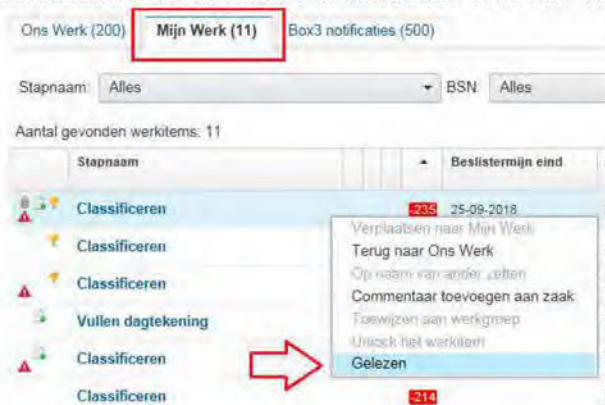 Ons Werk (200) Mijn Werk (11) Box3 notificaties (500)
Stapnaam: Alles BSN: Alles
Aantal gevonden werkitems: 11
Stapnaam Beslistermijn eind
Classificeren -235 25-09-2018
Verplaatsen naar Mijn Werk
Classificeren
Terug naar Ons Werk
Op naam van ander zetten
Classificeren
Commentaar toevoegen aan zaak
Vullen dagtekening
Toewijzen aan werkgroep
Unlock het werkitem
Classificeren
Gelezen
Classificeren -214